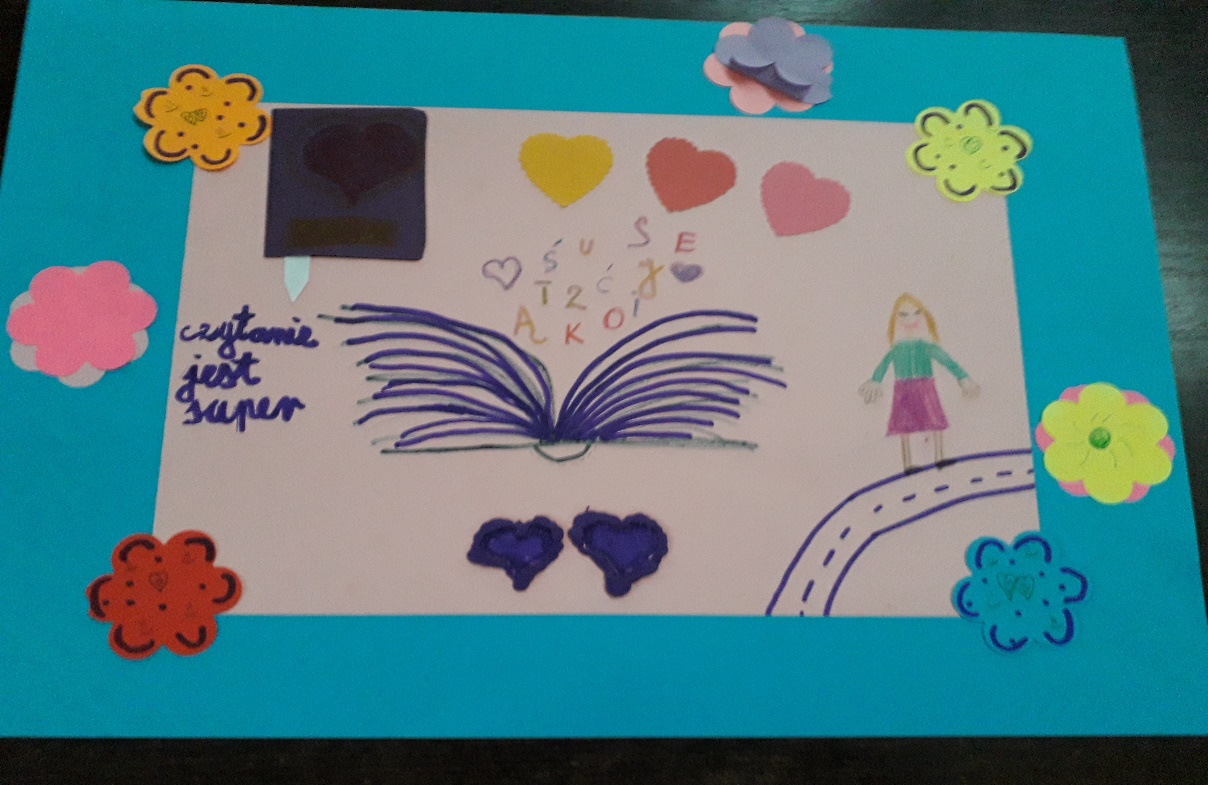 Ś U S E
T Z Ć g i
Ą K O
czytanie
jest
super